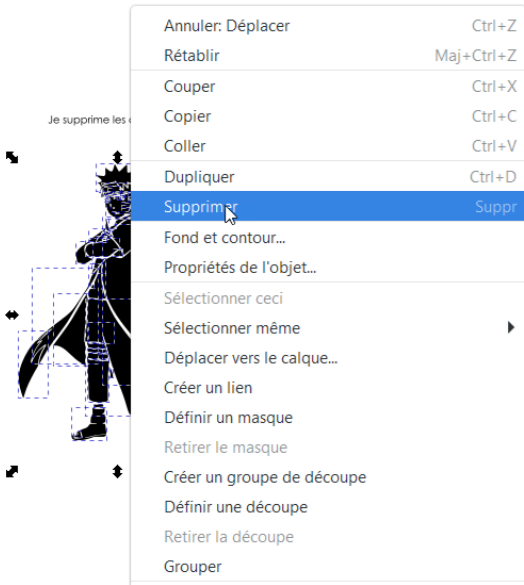 Annuler: Déplacer Ctrl+Z
Rétablir Maj+Ctrl+Z
Couper Ctrl+X
Copier Ctrl+C
Coller Ctrl+V
Je supprime les
Dupliquer Ctrl+D
Supprimer Suppr
Fond et contour...
Propriétés de l'objet...
Sélectionner ceci
Sélectionner même
Déplacer vers le calque...
Créer un lien
Définir un masque
Retirer le masque
Créer un groupe de découpe
Définir une découpe
Retirer la découpe
Grouper